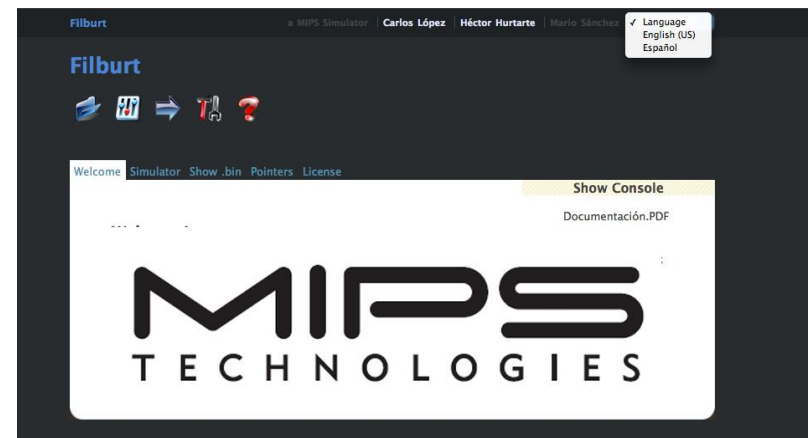 Filburt a MIPS Simulator Carlos López Héctor Hurtarte Mario Sánchez ✓ Language
English (US)
Español
Filburt
Welcome Simulator Show .bin Pointers License
Show Console
Documentación.PDF
MIPS
TECHNOLOGIES